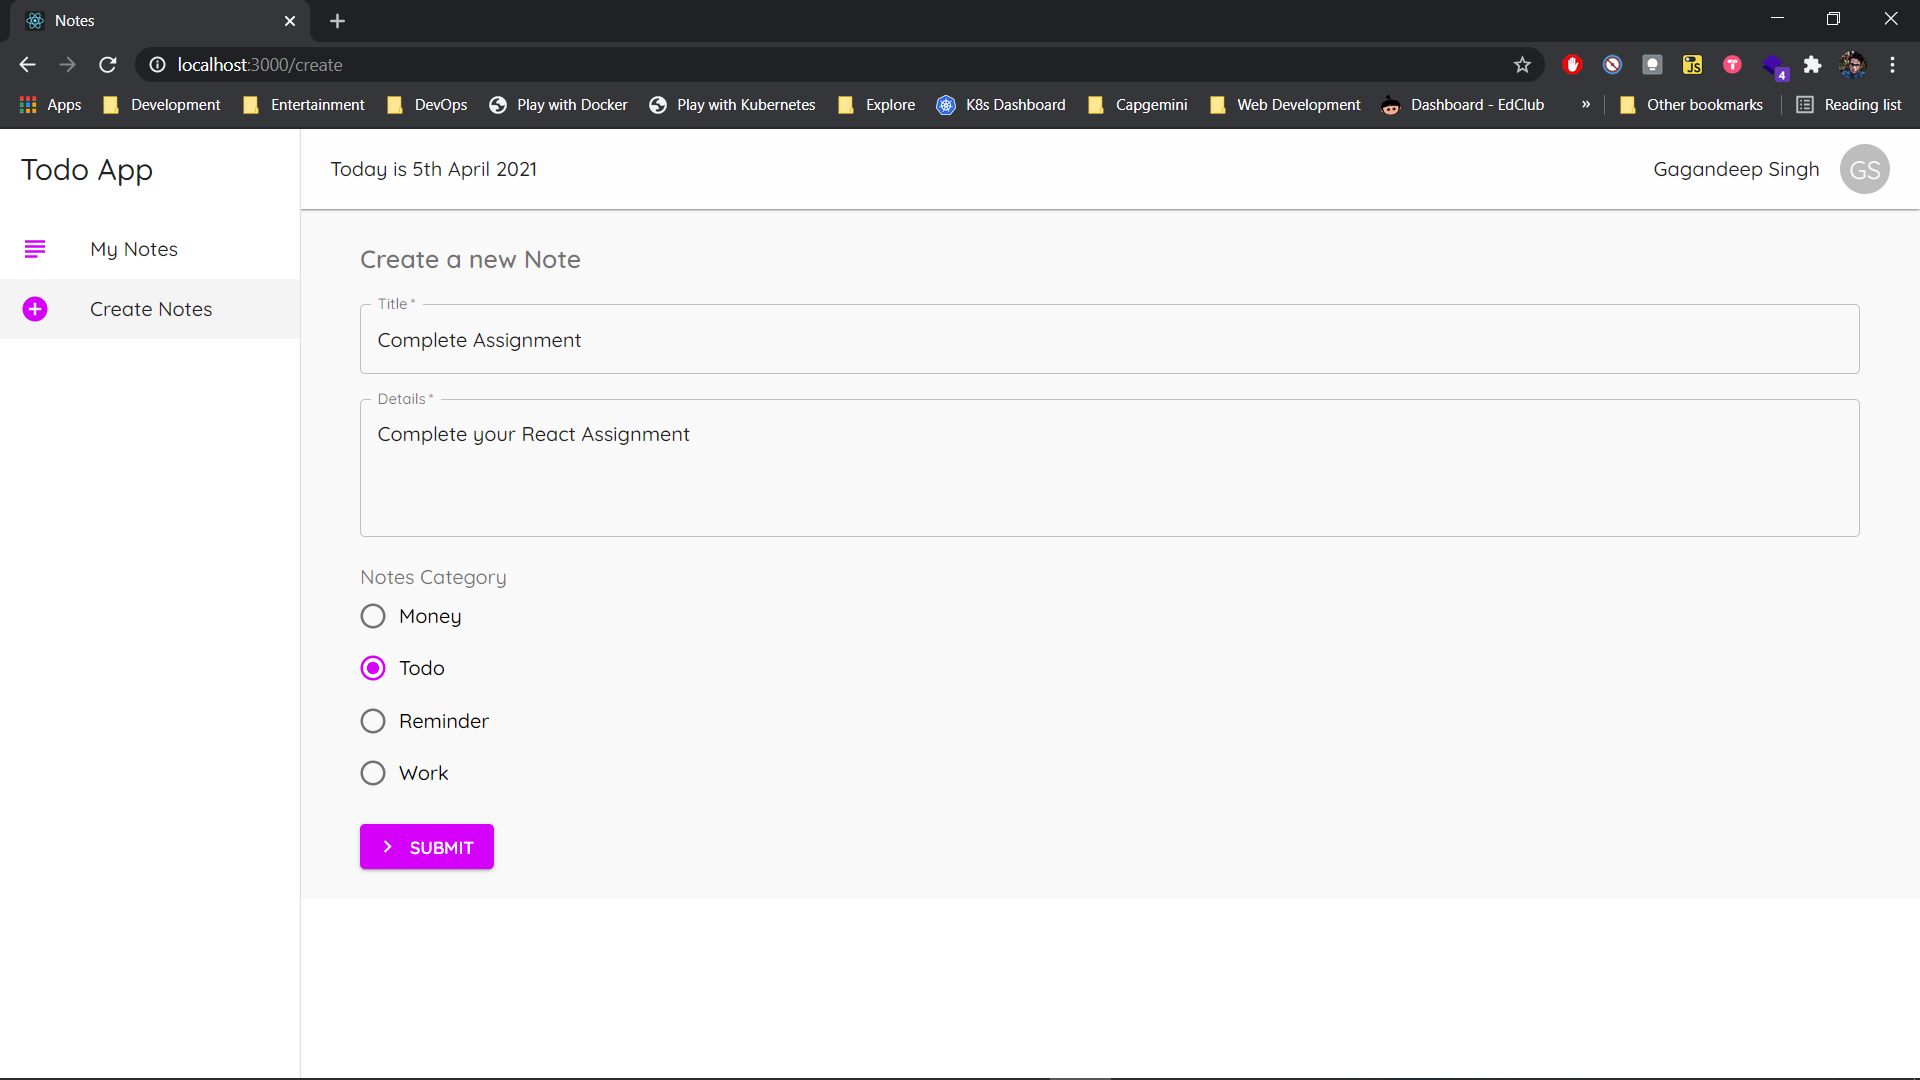 Notes
localhost:3000/create
4
Apps Development Entertainment DevOps Play with Docker Play with Kubernetes Explore K8s Dashboard Capgemini Web Development Dashboard - EdClub » Other bookmarks Reading list
Todo App
Today is 5th April 2021
Gagandeep Singh GS
My Notes
Create Notes
Create a new Note
Title *
Complete Assignment
Details *
Complete your React Assignment
Notes Category
Money
Todo
Reminder
Work
SUBMIT